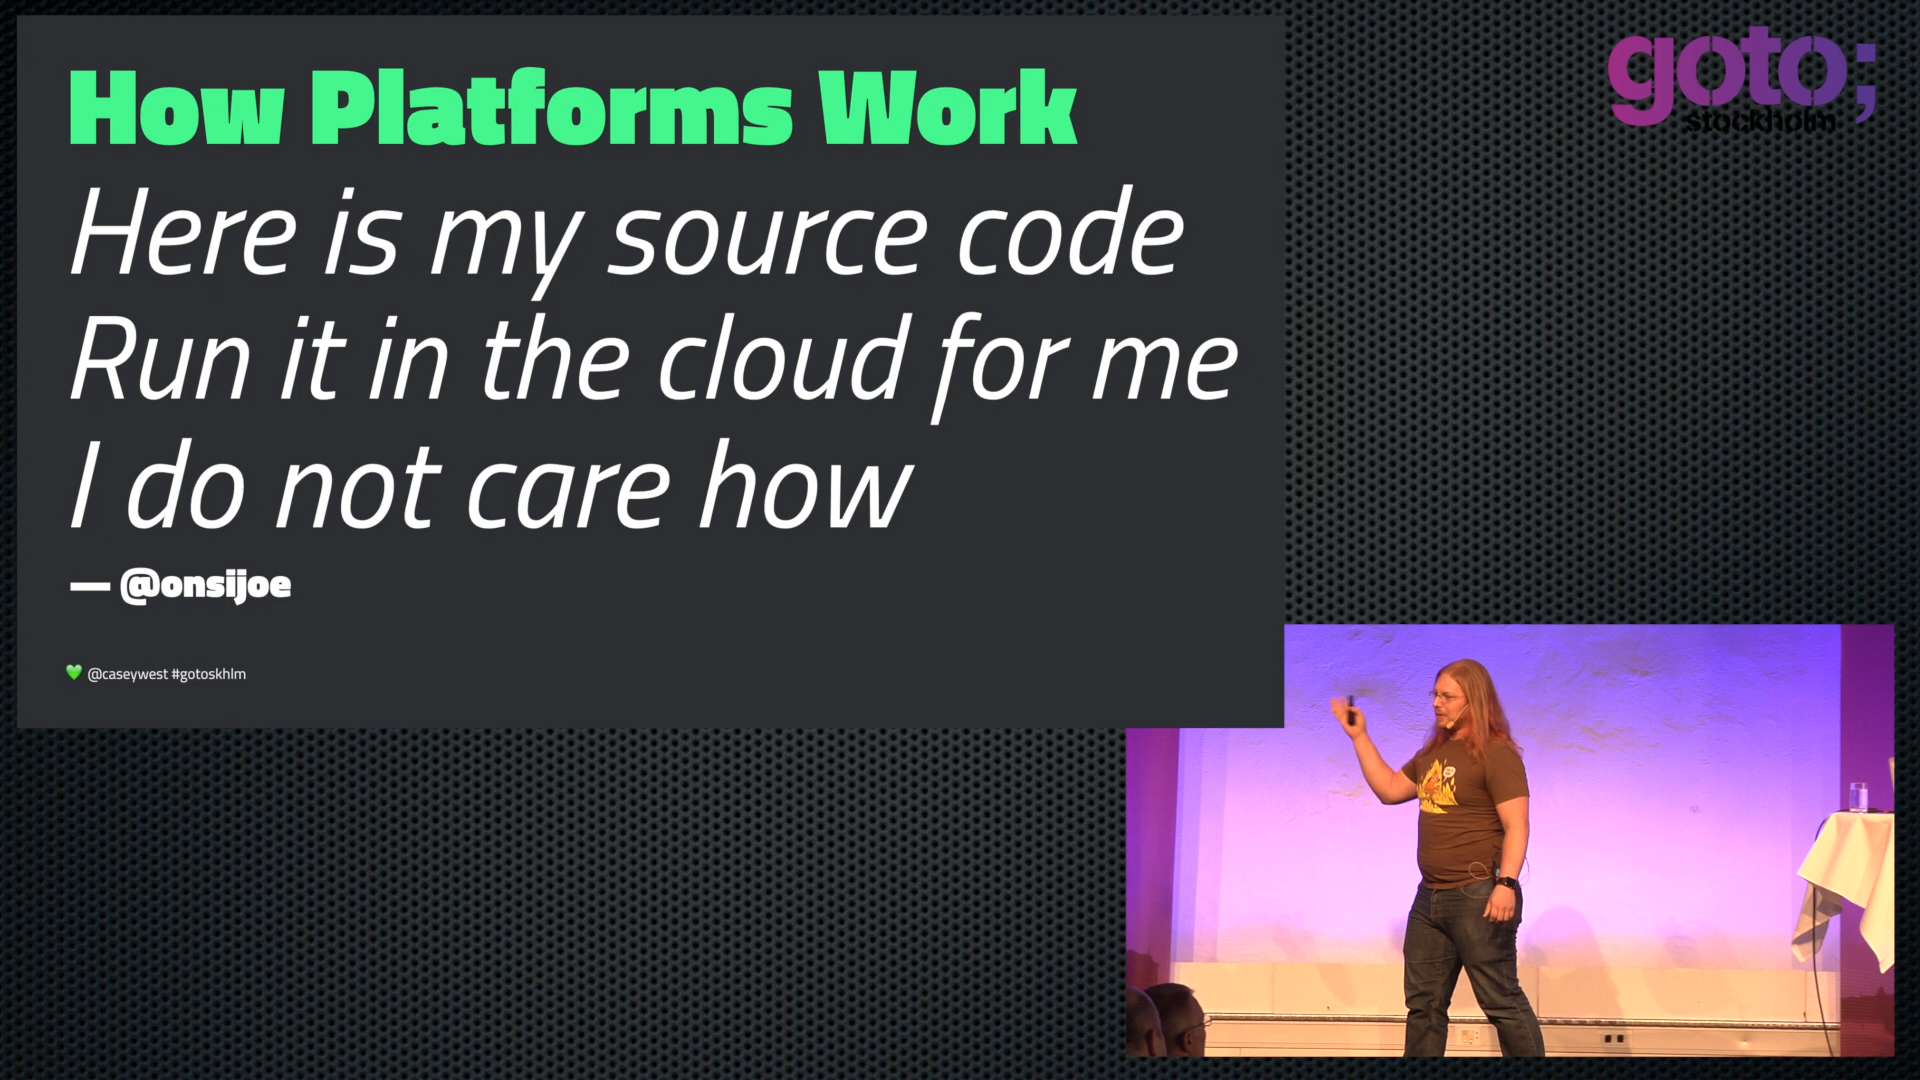 How Platforms Work
Here is my source code
Run it in the cloud for me
I do not care how
— @onsijoe
💚 @caseywest #gotoskhlm
goto;
stockholm